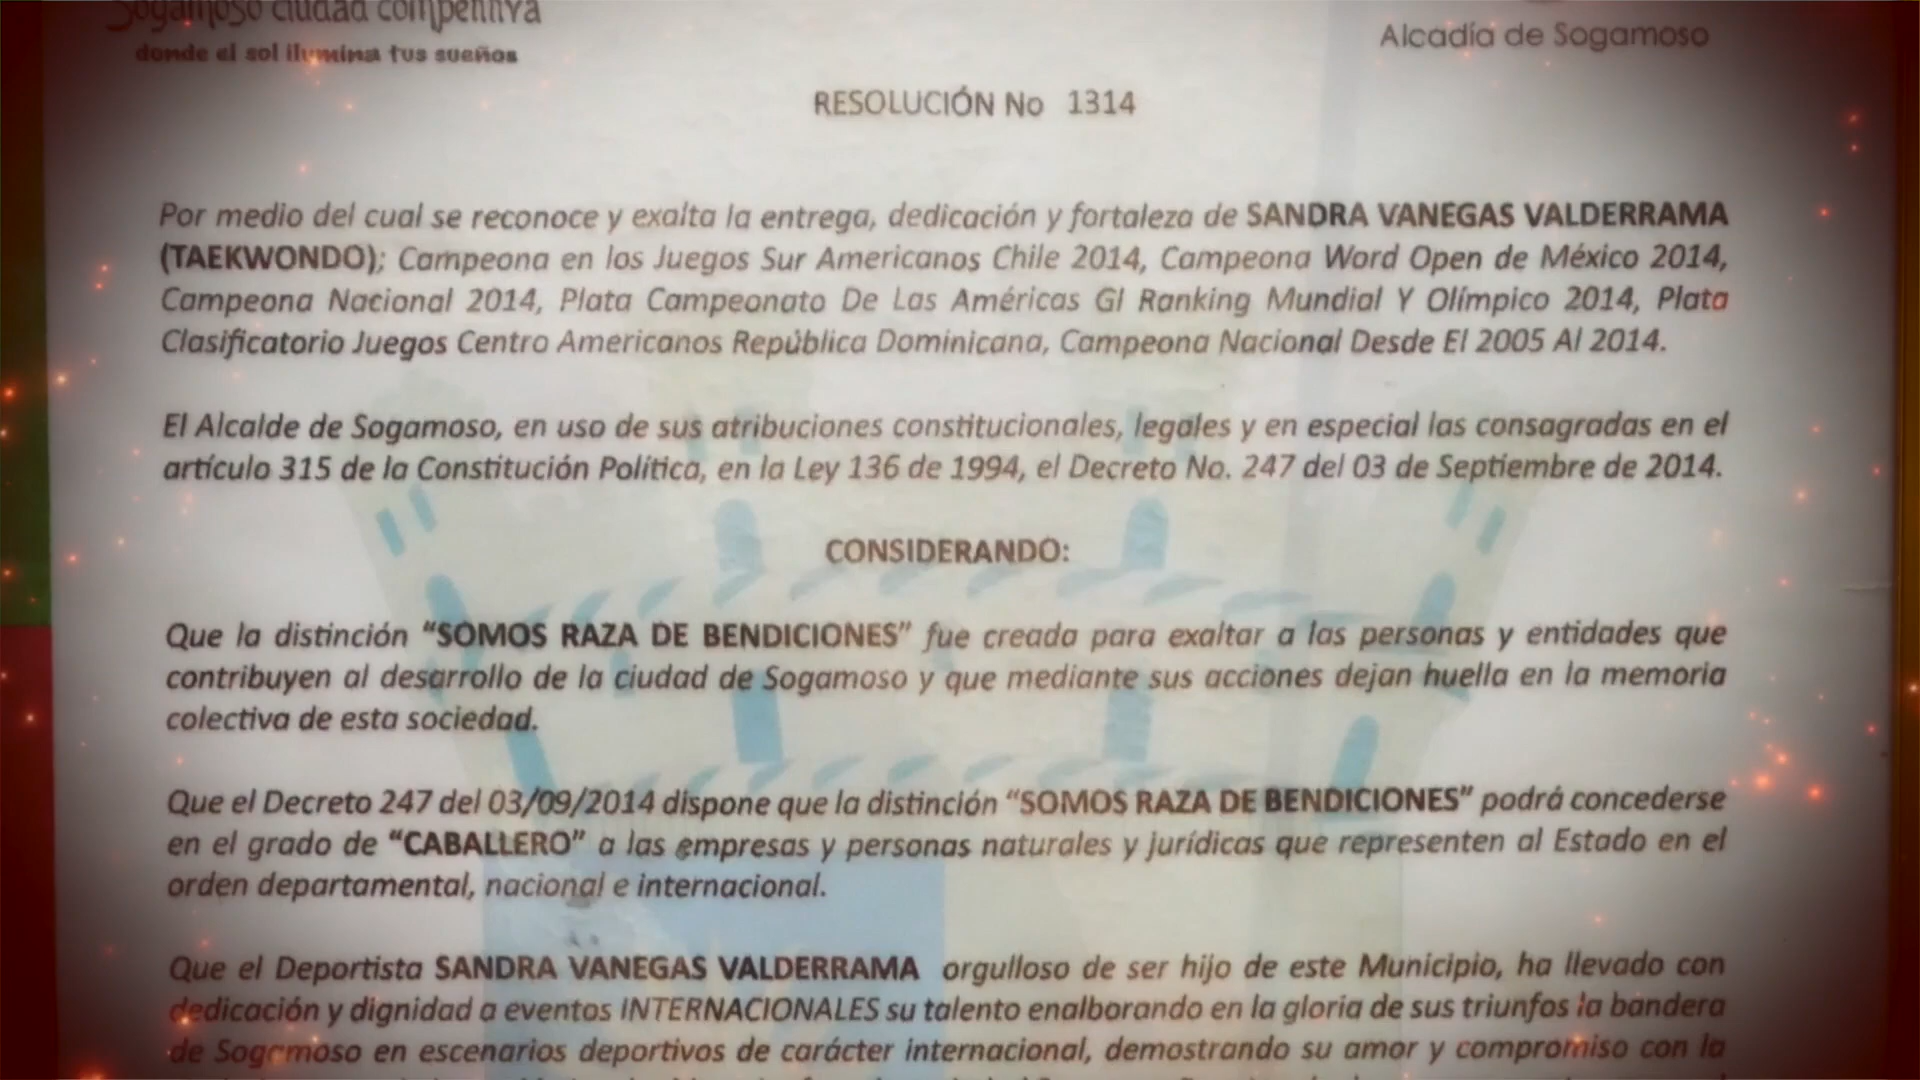 Sogamoso ciudad competitiva
donde el sol ilumina tus sueños
Alcadía de Sogamoso
RESOLUCIÓN No 1314
Por medio del cual se reconoce y exalta la entrega, dedicación y fortaleza de SANDRA VANEGAS VALDERRAMA
(TAEKWONDO); Campeona en los Juegos Sur Americanos Chile 2014, Campeona Word Open de México 2014,
Campeona Nacional 2014, Plata Campeonato De Las Américas GI Ranking Mundial Y Olímpico 2014, Plata
Clasificatorio Juegos Centro Americanos República Dominicana, Campeona Nacional Desde El 2005 Al 2014.
El Alcalde de Sogamoso, en uso de sus atribuciones constitucionales, legales y en especial las consagradas en el
artículo 315 de la Constitución Política, en la Ley 136 de 1994, el Decreto No. 247 del 03 de Septiembre de 2014.
CONSIDERANDO:
Que la distinción “SOMOS RAZA DE BENDICIONES” fue creada para exaltar a las personas y entidades que
contribuyen al desarrollo de la ciudad de Sogamoso y que mediante sus acciones dejan huella en la memoria
colectiva de esta sociedad.
Que el Decreto 247 del 03/09/2014 dispone que la distinción “SOMOS RAZA DE BENDICIONES” podrá concederse
en el grado de “CABALLERO” a las empresas y personas naturales y jurídicas que representen al Estado en el
orden departamental, nacional e internacional.
Que el Deportista SANDRA VANEGAS VALDERRAMA orgulloso de ser hijo de este Municipio, ha llevado con
dedicación y dignidad a eventos INTERNACIONALES su talento enalborando en la gloria de sus triunfos la bandera
de Sogamoso en escenarios deportivos de carácter internacional, demostrando su amor y compromiso con la